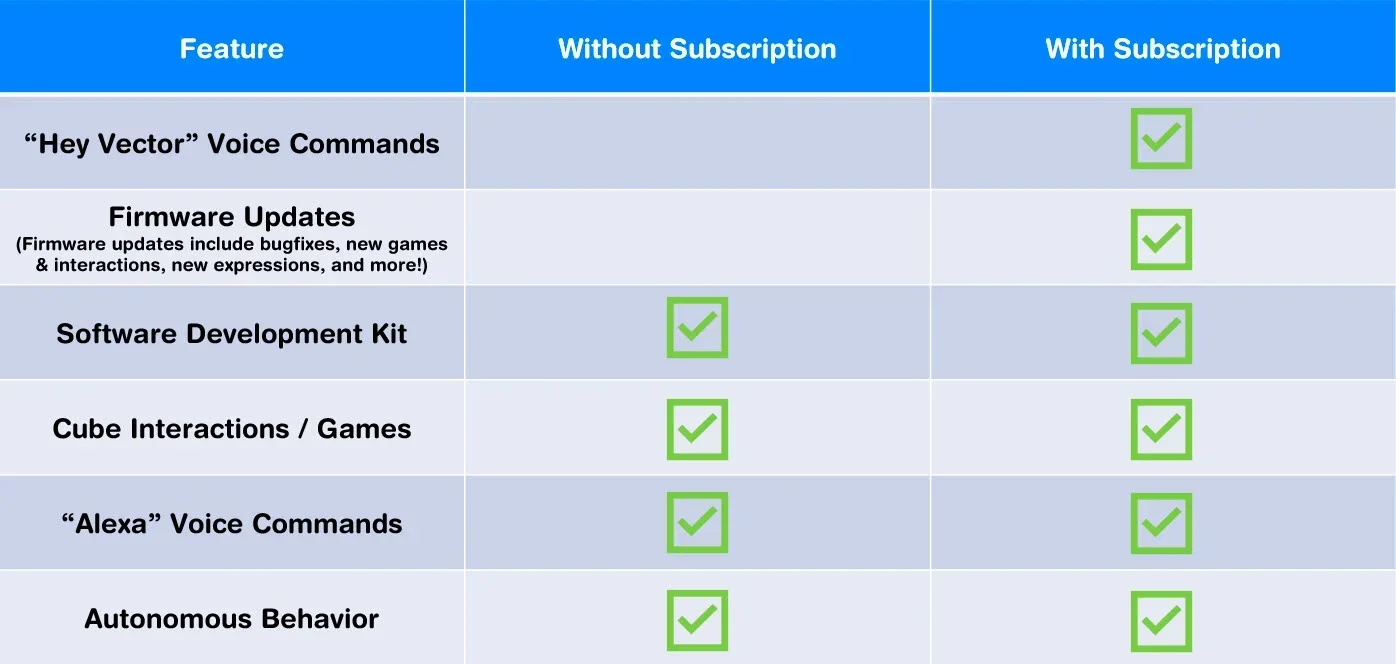 Feature
Without Subscription
With Subscription
“Hey Vector” Voice Commands
Firmware Updates
(Firmware updates include bugfixes, new games
& interactions, new expressions, and more!)
Software Development Kit
Cube Interactions / Games
“Alexa” Voice Commands
Autonomous Behavior